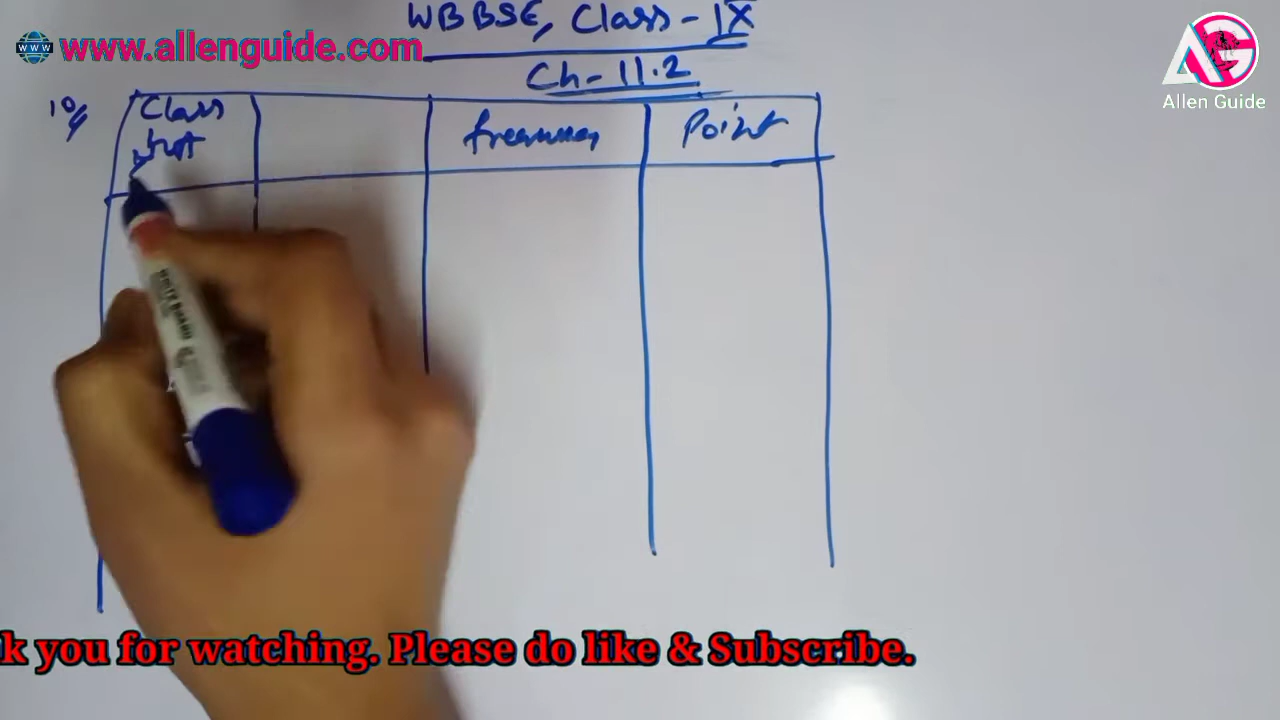 WBBSE, Class - IX
www.allenguide.com
Ch - 11.2
Allen Guide
10/
Class
frequency
Point
k you for watching. Please do like & Subscribe.